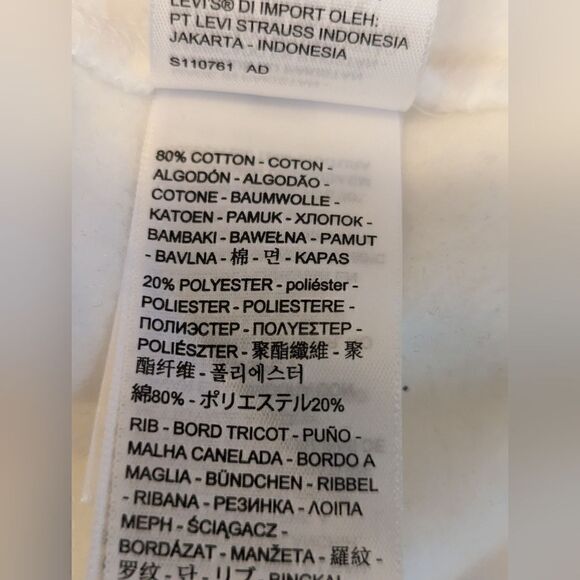 LEVI'S® DI IMPORT OLEH:
PT LEVI STRAUSS INDONESIA
JAKARTA - INDONESIA
S110761 AD
80% COTTON - COTON -
ALGODÓN - ALGODÃO -
COTONE - BAUMWOLLE -
KATOEN - PAMUK - ХЛОПОК -
BAMBAKI - BAWEŁNA - PAMUT
- BAVLNA - 棉 - 면 - KAPAS
20% POLYESTER - poliéster -
POLIESTER - POLIESTERE -
ПОЛИЭСТЕР - ΠΟΛΥΕΣΤΕΡ -
POLIÉSZTER - 聚酯纖維 - 聚
酯纤维 - 폴리에스터
綿80% - ポリエステル20%
RIB - BORD TRICOT - PUÑO -
MALHA CANELADA - BORDO A
MAGLIA - BÜNDCHEN - RIBBEL
- RIBANA - РЕЗИНКА - ΛΟΙΠΑ
ΜΕΡΗ - ŚCIĄGACZ -
BORDÁZAT - MANŽETA - 羅紋 -
罗纹 - 단 - リブ - BINGKAI